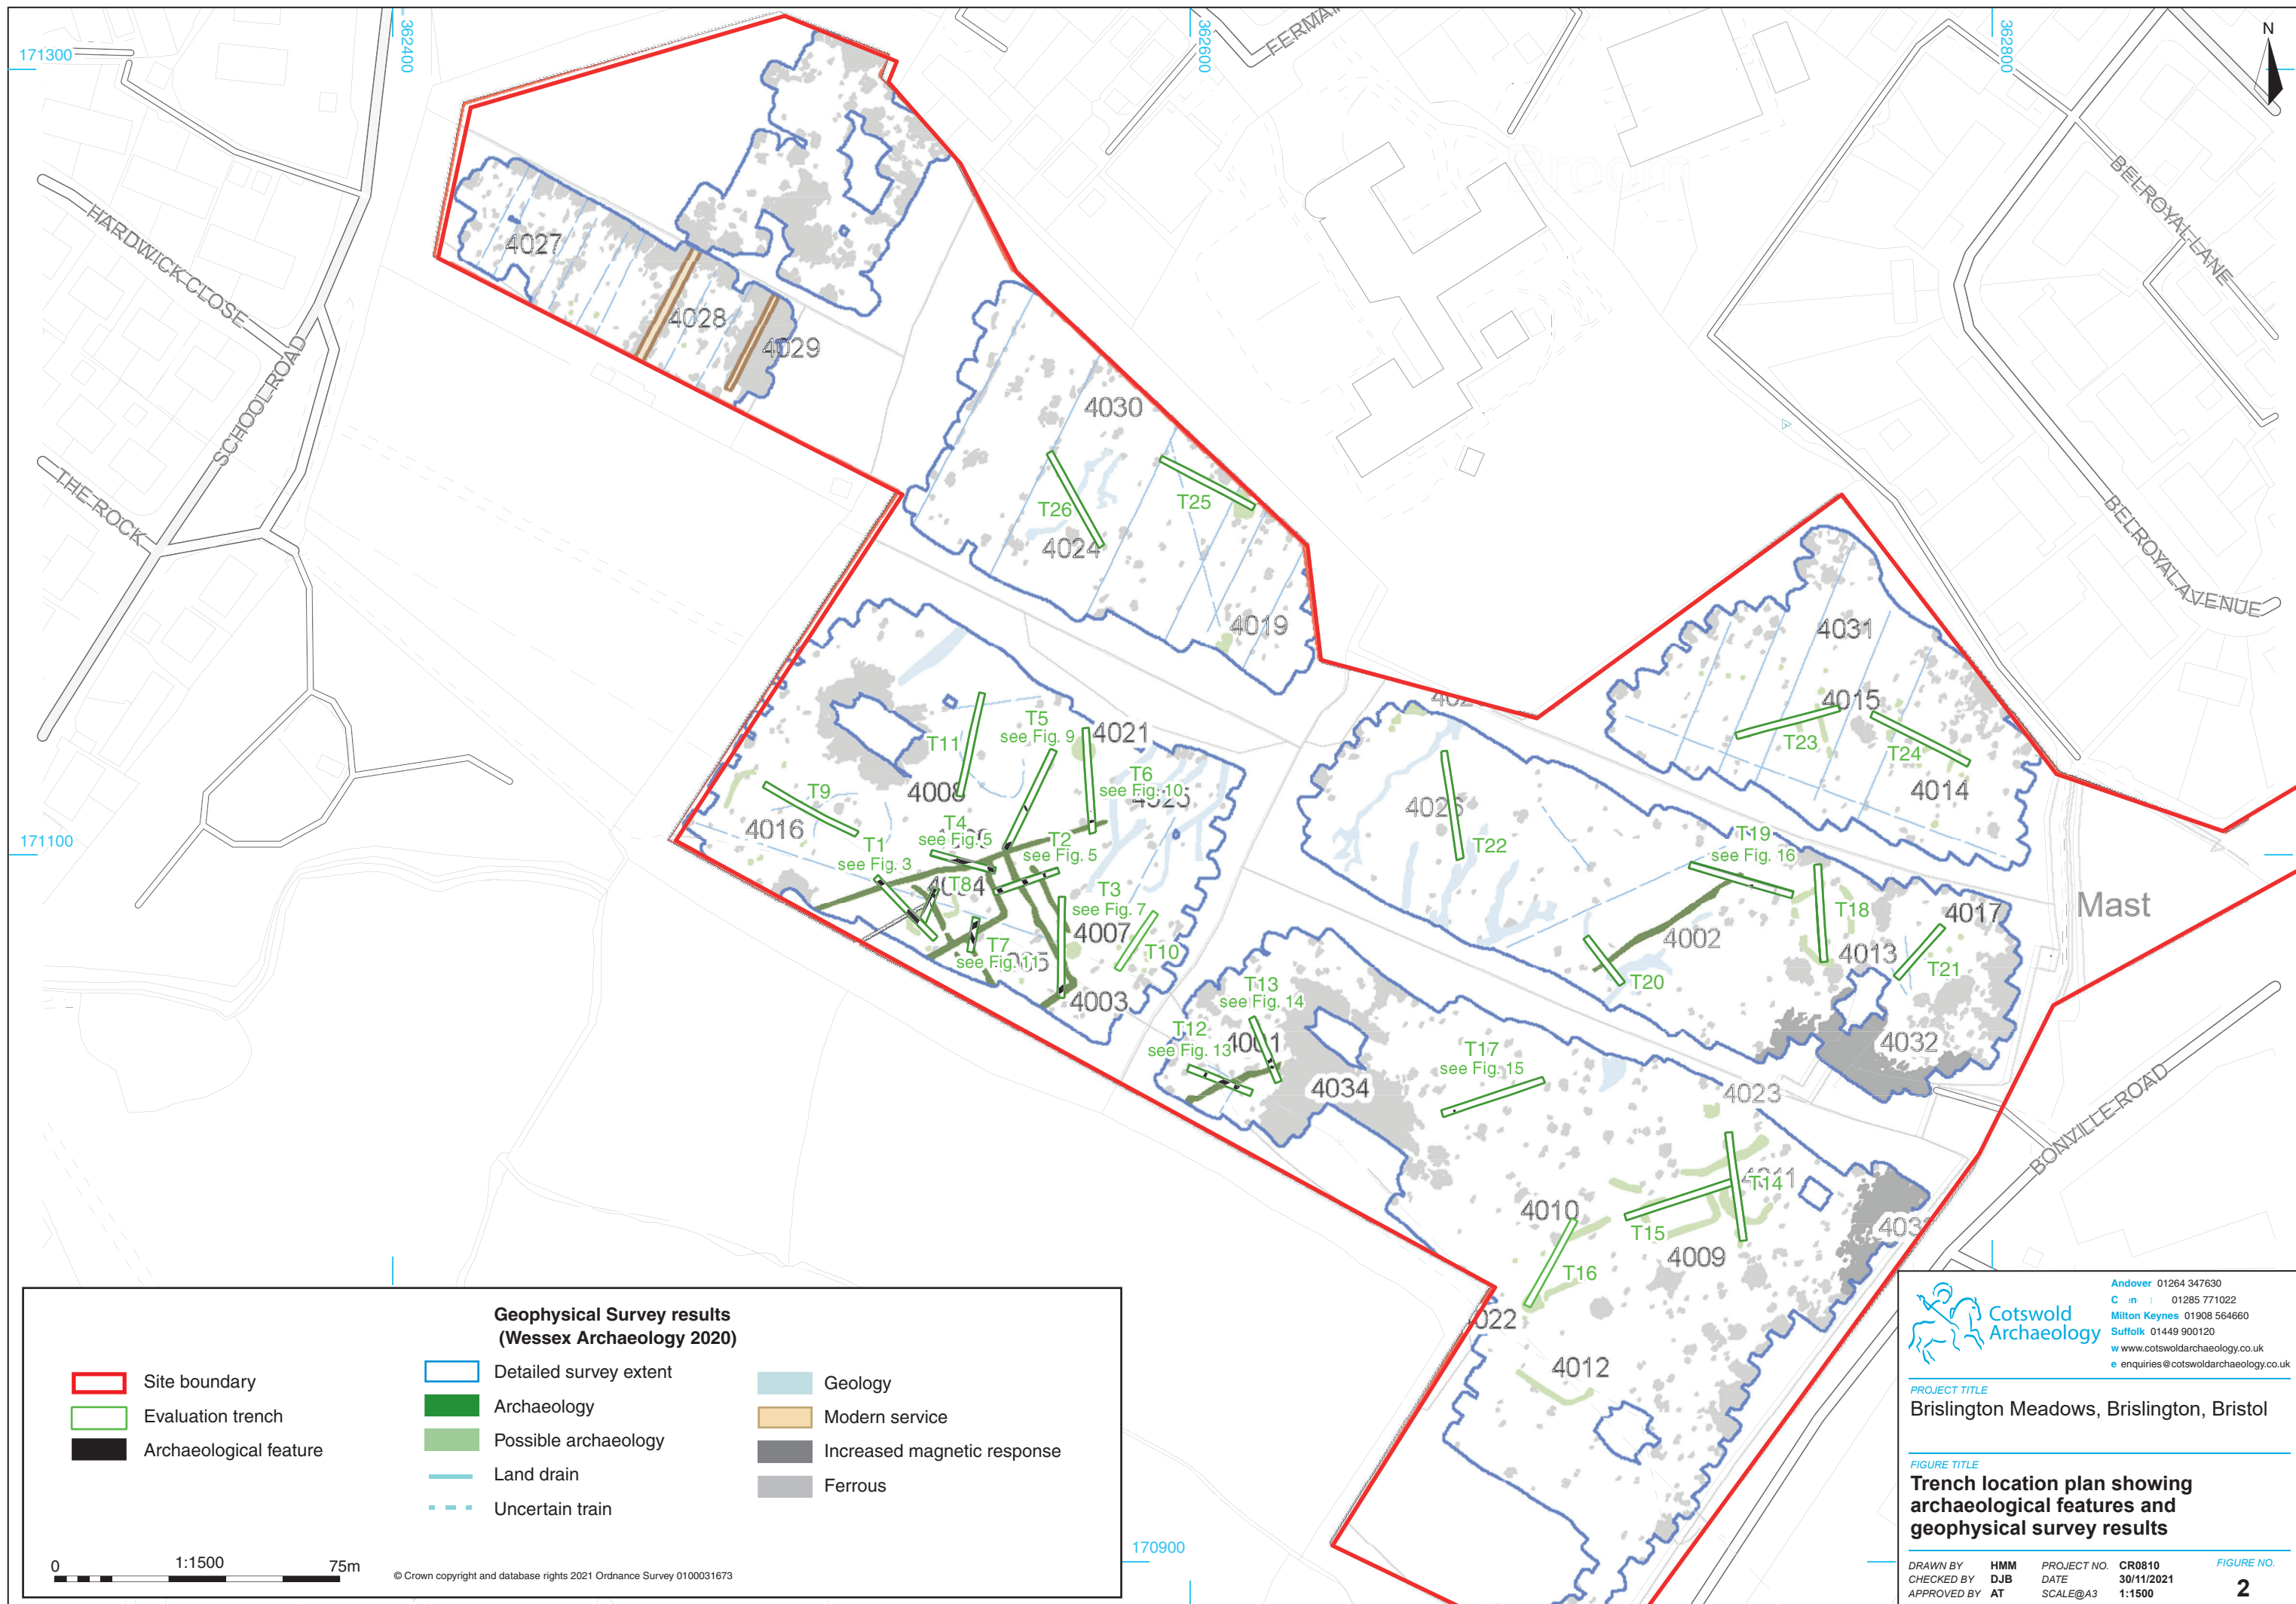 171300
362400
362600
362800
N
FERMAI
BELROYAL LANE
HARDWICK CLOSE
SCHOOL ROAD
THE ROCK
BELROYAL AVENUE
4027
4028
4029
4030
T25
T26
4024
4019
4031
4015
T23
T24
4014
T5
see Fig. 9
4021
T11
T6
see Fig. 10
4025
4008
T9
4016
T4
see Fig. 5
T2
see Fig. 5
T1
see Fig. 3
T8
T3
see Fig. 7
4007
T10
T7
see Fig. 11
4005
4003
171100
4026
T22
T19
see Fig. 16
T18
4002
T20
4013
4017
T21
4032
Mast
T13
see Fig. 14
T12
see Fig. 13
4001
4034
T17
see Fig. 15
4023
BONVILLE ROAD
4011
T14
4010
T15
4009
T16
4012
170900
Geophysical Survey results
(Wessex Archaeology 2020)
Site boundary
Evaluation trench
Archaeological feature
Detailed survey extent
Archaeology
Possible archaeology
Land drain
Uncertain train
Geology
Modern service
Increased magnetic response
Ferrous
0 1:1500 75m
© Crown copyright and database rights 2021 Ordnance Survey 0100031673
Cotswold
Archaeology
Andover 01264 347630
01285 771022
Milton Keynes 01908 564660
Suffolk 01449 900120
w www.cotswoldarchaeology.co.uk
e enquiries@cotswoldarchaeology.co.uk
PROJECT TITLE
Brislington Meadows, Brislington, Bristol
FIGURE TITLE
Trench location plan showing
archaeological features and
geophysical survey results
DRAWN BY HMM PROJECT NO. CR0810 FIGURE NO.
CHECKED BY DJB DATE 30/11/2021
APPROVED BY AT SCALE@A3 1:1500 2